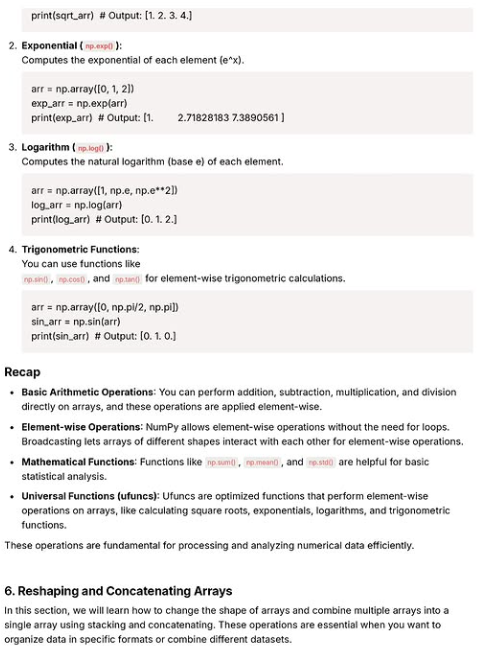 print(sqrt_arr)  # Output: [1. 2. 3. 4.]
2. Exponential ( np.exp() ):
Computes the exponential of each element (e^x).
arr = np.array([0, 1, 2])
exp_arr = np.exp(arr)
print(exp_arr)  # Output: [1.         2.71828183 7.3890561 ]
3. Logarithm ( np.log() ):
Computes the natural logarithm (base e) of each element.
arr = np.array([1, np.e, np.e**2])
log_arr = np.log(arr)
print(log_arr)  # Output: [0. 1. 2.]
4. Trigonometric Functions:
You can use functions like
np.sin() , np.cos() , and np.tan() for element-wise trigonometric calculations.
arr = np.array([0, np.pi/2, np.pi])
sin_arr = np.sin(arr)
print(sin_arr)  # Output: [0. 1. 0.]
Recap
• Basic Arithmetic Operations: You can perform addition, subtraction, multiplication, and division
directly on arrays, and these operations are applied element-wise.
• Element-wise Operations: NumPy allows element-wise operations without the need for loops.
Broadcasting lets arrays of different shapes interact with each other for element-wise operations.
• Mathematical Functions: Functions like np.sum() , np.mean() , and np.std() are helpful for basic
statistical analysis.
• Universal Functions (ufuncs): Ufuncs are optimized functions that perform element-wise
operations on arrays, like calculating square roots, exponentials, logarithms, and trigonometric
functions.
These operations are fundamental for processing and analyzing numerical data efficiently.
6. Reshaping and Concatenating Arrays
In this section, we will learn how to change the shape of arrays and combine multiple arrays into a
single array using stacking and concatenating. These operations are essential when you want to
organize data in specific formats or combine different datasets.